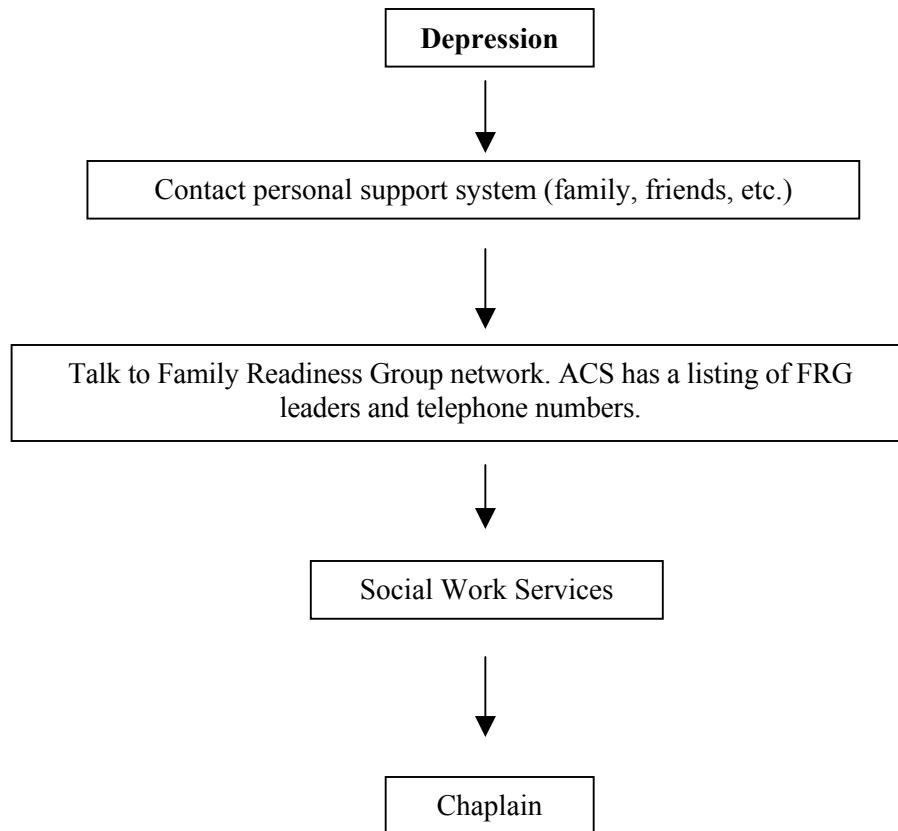 Depression
Contact personal support system (family, friends, etc.)
Talk to Family Readiness Group network. ACS has a listing of FRG
leaders and telephone numbers.
Social Work Services
Chaplain